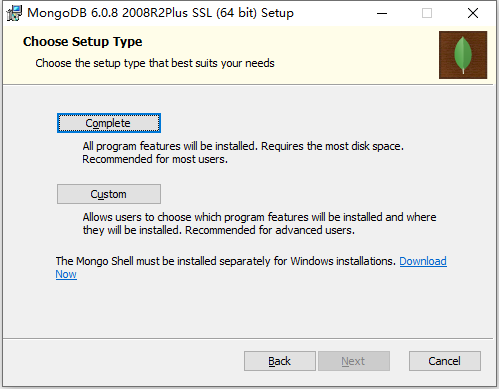 MongoDB 6.0.8 2008R2Plus SSL (64 bit) Setup
Choose Setup Type
Choose the setup type that best suits your needs
Complete
All program features will be installed. Requires the most disk space.
Recommended for most users.
Custom
Allows users to choose which program features will be installed and where
they will be installed. Recommended for advanced users.
The Mongo Shell must be installed separately for Windows installations. Download
Now
Back Next Cancel